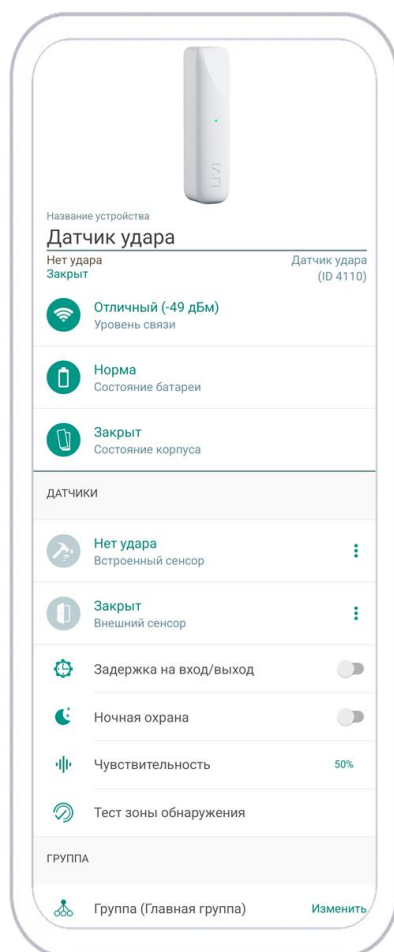 LIVI
Название устройства
Датчик удара
Нет удара
Закрыт
Датчик удара
(ID 4110)
Отличный (-49 дБм)
Уровень связи
Норма
Состояние батареи
Закрыт
Состояние корпуса
ДАТЧИКИ
Нет удара
Встроенный сенсор
Закрыт
Внешний сенсор
Задержка на вход/выход
Ночная охрана
Чувствительность 50%
Тест зоны обнаружения
ГРУППА
Группа (Главная группа) Изменить